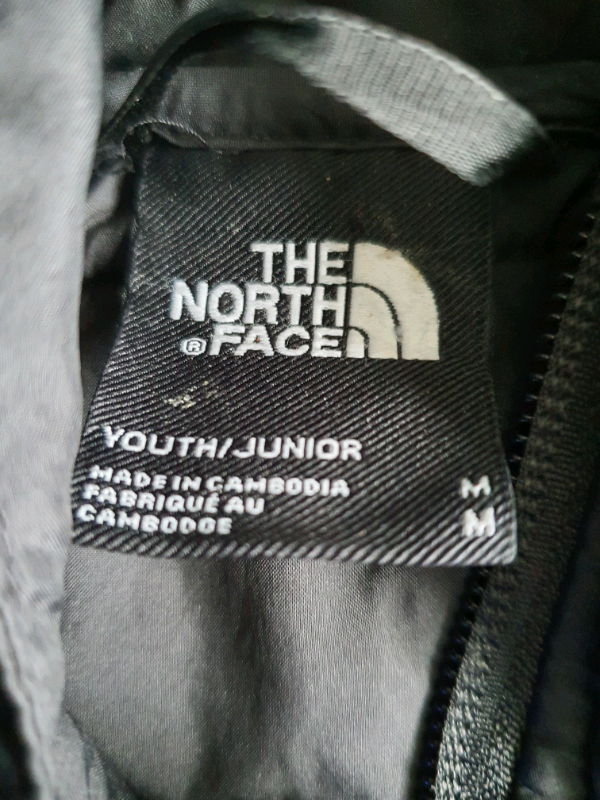 THE
NORTH
® FACE
YOUTH/JUNIOR
MADE IN CAMBODIA M
FABRIQUÉ AU
CAMBODGE M